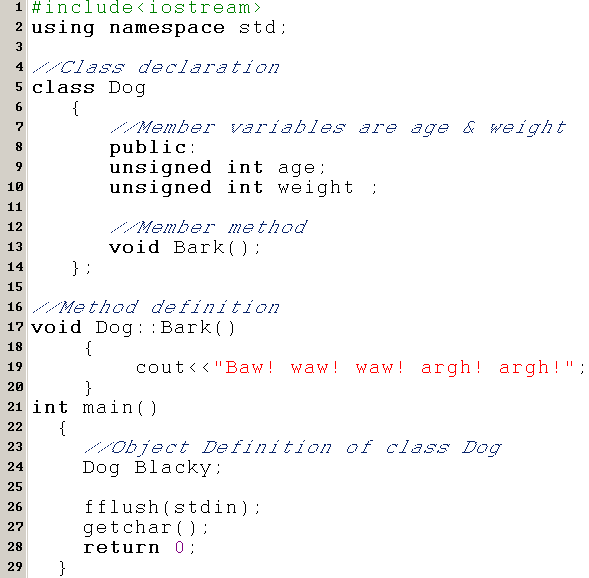 1 #include<iostream>
2 using namespace std;
3
4 //Class declaration
5 class Dog
6 {
7 //Member variables are age & weight
8 public:
9 unsigned int age;
10 unsigned int weight ;
11
12 //Member method
13 void Bark();
14 };
15
16 //Method definition
17 void Dog::Bark()
18 {
19 cout<<"Baw! waw! waw! argh! argh!";
20 }
21 int main()
22 {
23 //Object Definition of class Dog
24 Dog Blacky;
25
26 fflush(stdin);
27 getchar();
28 return 0;
29 }